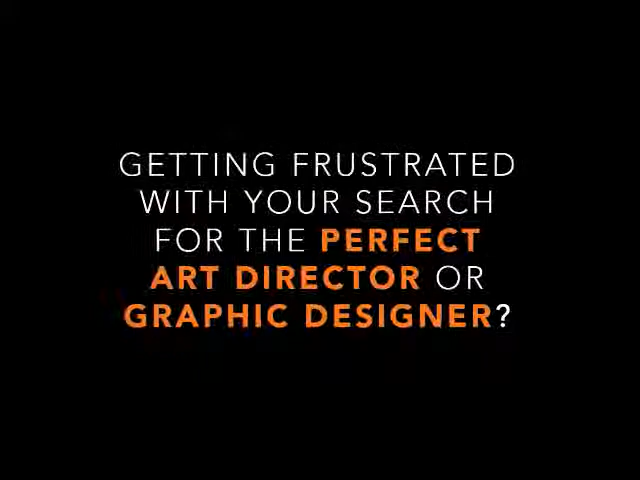 GETTING FRUSTRATED
WITH YOUR SEARCH
FOR THE PERFECT
ART DIRECTOR OR
GRAPHIC DESIGNER?